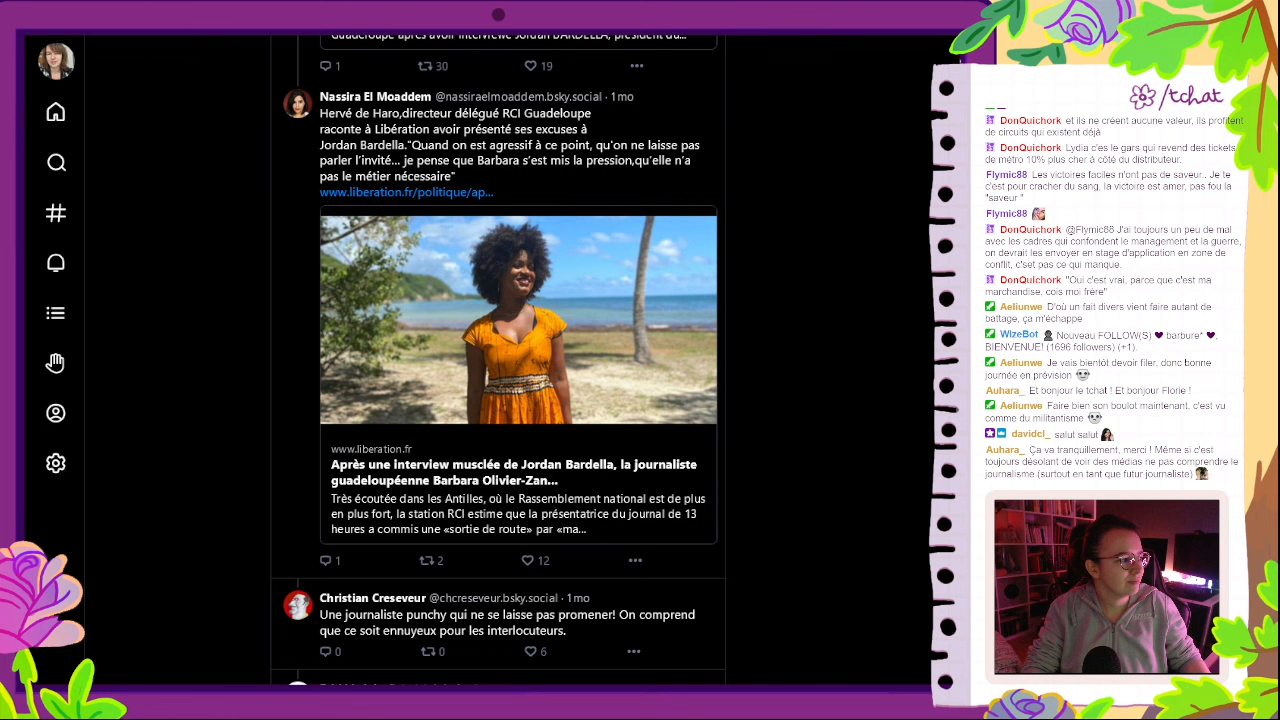 Guadeloupe après avoir interviewé Jordan BARDELLA, président du...
1 30 19
Nassira El Moaddem @nassiraelmoaddem.bsky.social · 1mo
Hervé de Haro,directeur délégué RCI Guadeloupe
raconte à Libération avoir présenté ses excuses à
Jordan Bardella."Quand on est agressif à ce point, qu'on ne laisse pas
parler l'invité... je pense que Barbara s'est mis la pression,qu'elle n'a
pas le métier nécessaire"
www.liberation.fr/politique/ap...
www.liberation.fr
Après une interview musclée de Jordan Bardella, la journaliste
guadeloupéenne Barbara Olivier-Zan...
Très écoutée dans les Antilles, où le Rassemblement national est de plus
en plus fort, la station RCI estime que la présentatrice du journal de 13
heures a commis une «sortie de route» par «ma...
1 2 12
Christian Creseveur @chcreseveur.bsky.social · 1mo
Une journaliste punchy qui ne se laisse pas promener! On comprend
que ce soit ennuyeux pour les interlocuteurs.
0 0 6
/tchat
DonQuichork et ils ne créent aucune valeur, ils profitent
de circuits qui existent déjà
DonQuichork Lydia c'est le gars qui revend des tickets
de métro 10% plus cher à côté du distributeur.
Flymic88 Les victoires faciles n'ont pas de saveur.. Je te
c'est pour cracher du sang, la victoire est amer, pas fou la
"saveur "
Flymic88
DonQuichork @Flymic88 J'ai toujours un peu de mal
avec les cadres qui confondent le management et la guerre,
on devrait les envoyer en stage d'application en zone de
conflit, c'set pas ce qui manque.
DonQuichork "Oui c'est vrai, parce que c'est ma
marchandise, cois moi frère"
Aeliunwe D'où un fait divers vient faire autant de
battage, ça m'échappe
WizeBot Nouveau FOLLOW(S) ♥ barbure* ♥,
BIENVENUE! (1696 followers) (+1).
Aeliunwe Je vais bientôt devoir filer, donc bonne
journée en prévision
Auhara_ Et bonjour le tchat ! Et bonjour Florie !
Aeliunwe Faire bien son boulot maintenant, c'est vu
comme du militantisme
davidcl_ salut salut
Auhara_ Ça va tranquillement, merci ! Même si c'est
toujours désolant de voir des médias ne pas comprendre le
journalisme (surtout en tant que futur journaliste)